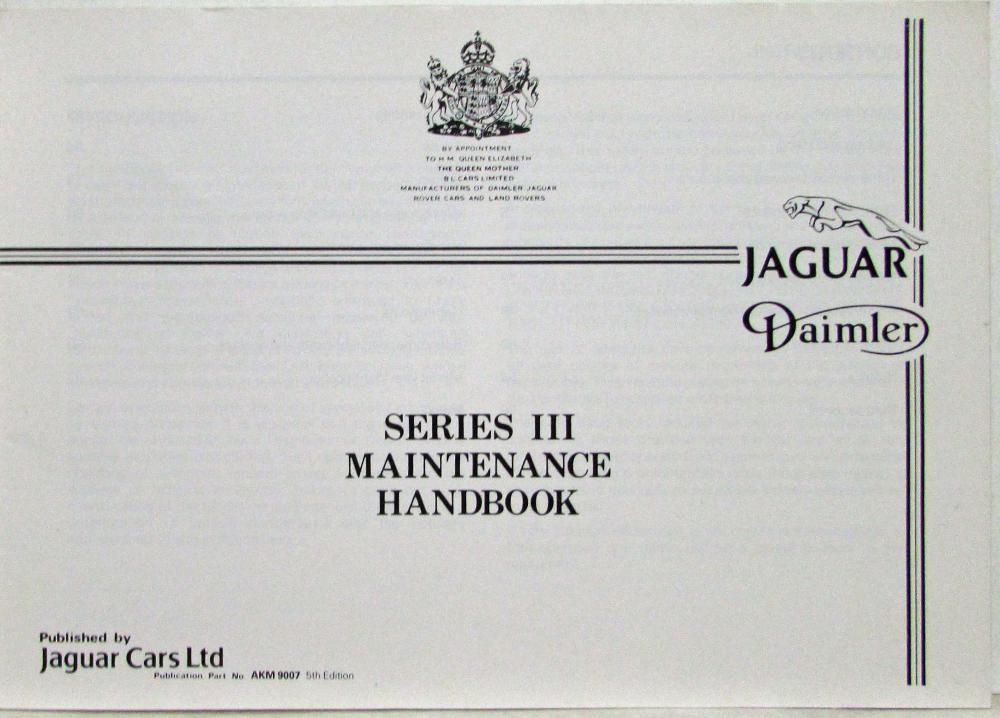 BY APPOINTMENT
TO H M QUEEN ELIZABETH
THE QUEEN MOTHER
B L CARS LIMITED
MANUFACTURERS OF DAIMLER JAGUAR
ROVER CARS AND LAND ROVERS
JAGUAR
Daimler
SERIES III
MAINTENANCE
HANDBOOK
Published by
Jaguar Cars Ltd
Publication Part No AKM 9007 5th Edition